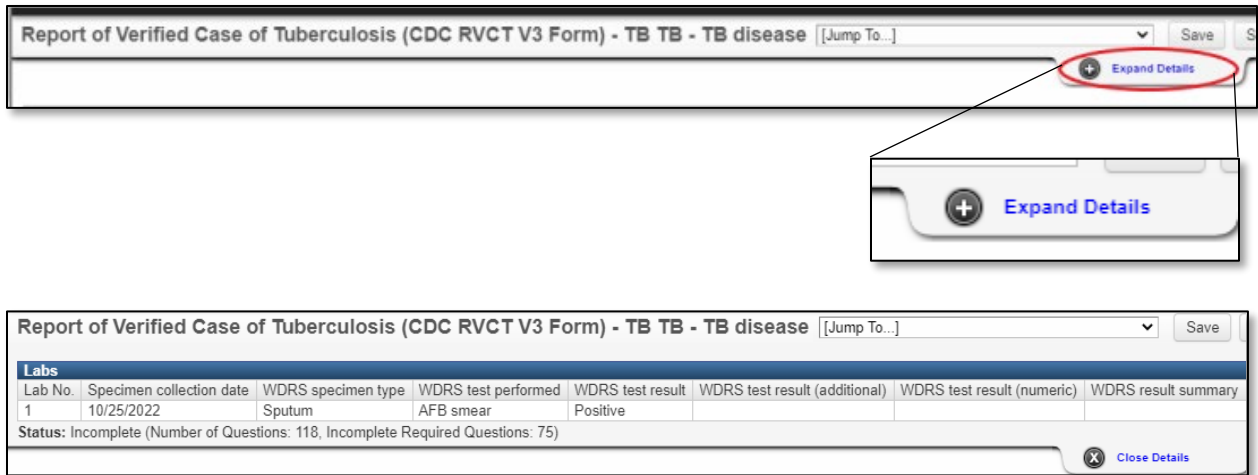 Report of Verified Case of Tuberculosis (CDC RVCT V3 Form) - TB TB - TB disease [Jump To...] Save S
Expand Details
Expand Details
Report of Verified Case of Tuberculosis (CDC RVCT V3 Form) - TB TB - TB disease [Jump To...] Save
Labs
Lab No. Specimen collection date WDRS specimen type WDRS test performed WDRS test result WDRS test result (additional) WDRS test result (numeric) WDRS result summary
1 10/25/2022 Sputum AFB smear Positive
Status: Incomplete (Number of Questions: 118, Incomplete Required Questions: 75)
Close Details